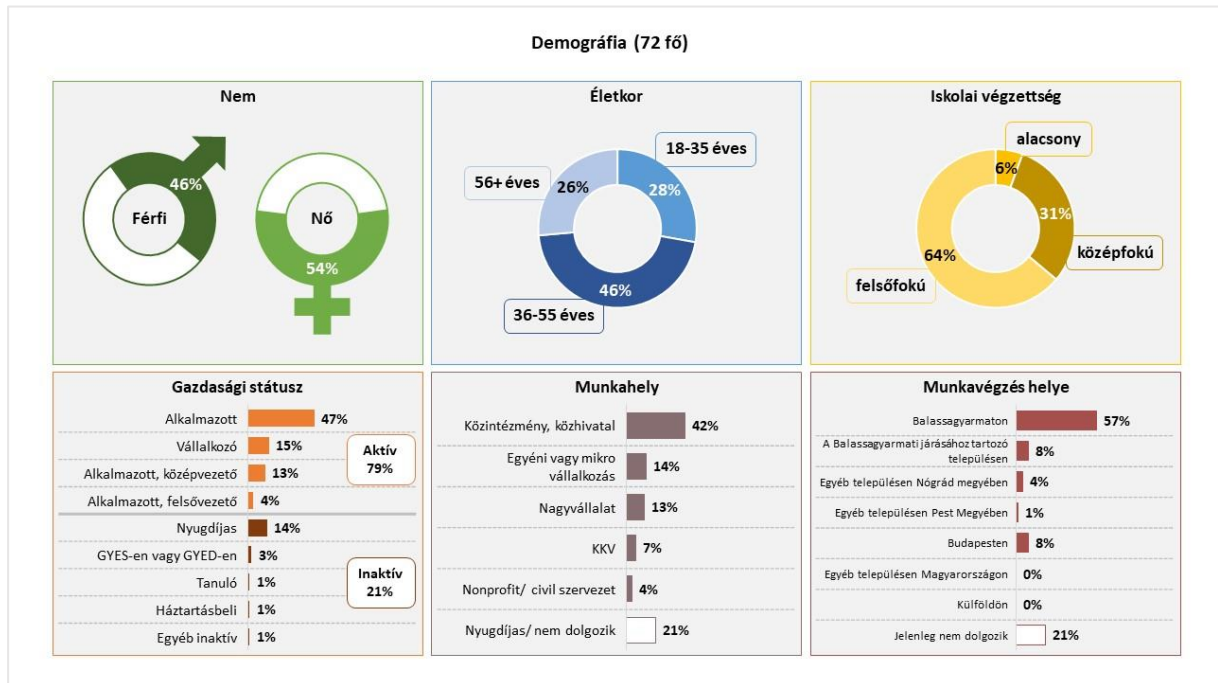 Demográfia (72 fő)
Nem
46%
Férfi
Nő
54%
Életkor
18-35 éves
56+ éves
26%
28%
46%
36-55 éves
Iskolai végzettség
alacsony
6%
31%
középfokú
64%
felsőfokú
Gazdasági státusz
Alkalmazott 47%
Vállalkozó 15%
Alkalmazott, középvezető 13%
Alkalmazott, felsővezető 4%
Aktív
79%
Nyugdíjas 14%
GYES-en vagy GYED-en 3%
Tanuló 1%
Háztartásbeli 1%
Egyéb inaktív 1%
Inaktív
21%
Munkahely
Közintézmény, közhivatal 42%
Egyéni vagy mikro
vállalkozás 14%
Nagyvállalat 13%
KKV 7%
Nonprofit/ civil szervezet 4%
Nyugdíjas/ nem dolgozik 21%
Munkavégzés helye
Balassagyarmaton 57%
A Balassagyarmati járásához tartozó
településen 8%
Egyéb településen Nógrád megyében 4%
Egyéb településen Pest Megyében 1%
Budapesten 8%
Egyéb településen Magyarországon 0%
Külföldön 0%
Jelenleg nem dolgozik 21%